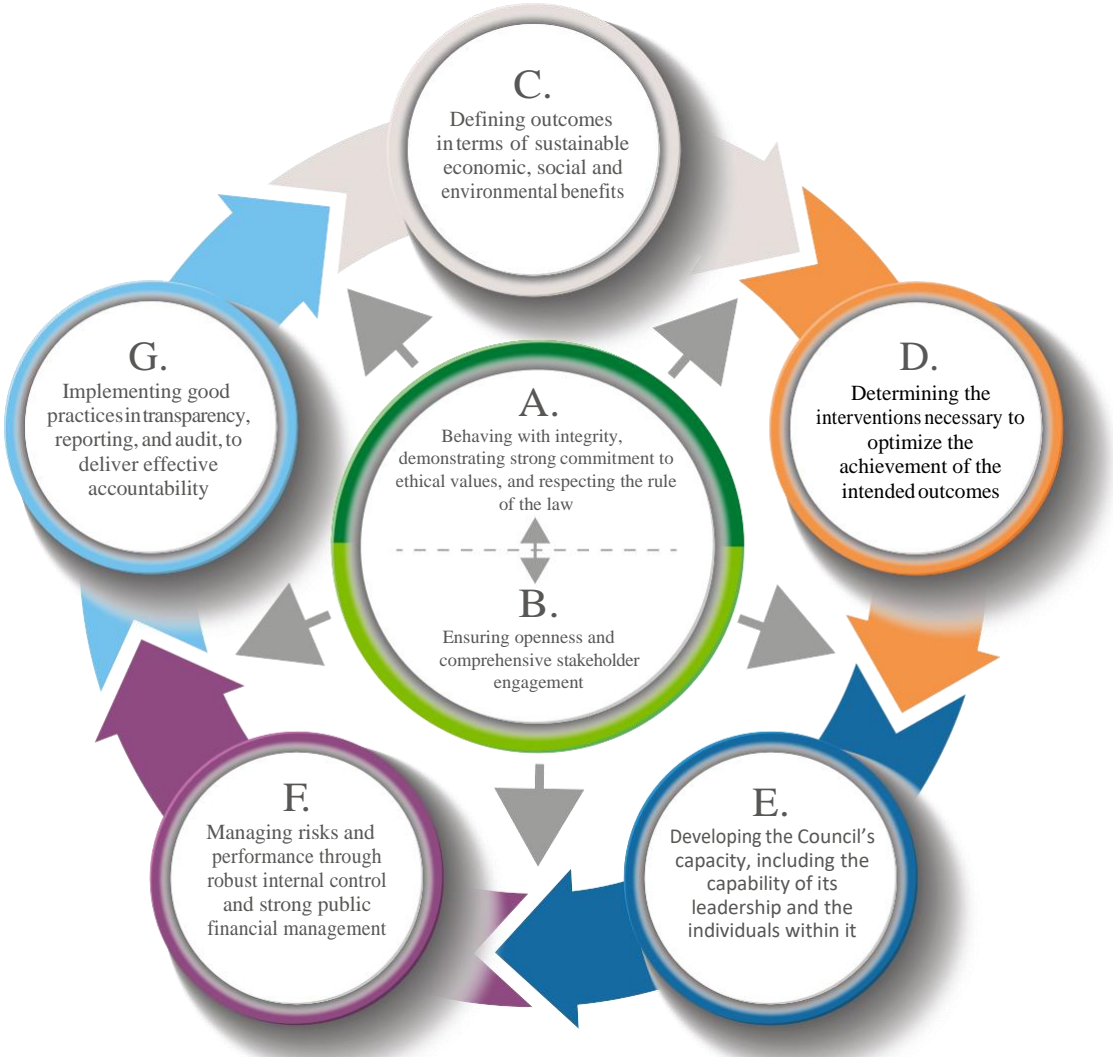 C.
Defining outcomes
in terms of sustainable
economic, social and
environmental benefits
G.
Implementing good
practices in transparency,
reporting, and audit, to
deliver effective
accountability
A.
Behaving with integrity,
demonstrating strong commitment to
ethical values, and respecting the rule
of the law
B.
Ensuring openness and
comprehensive stakeholder
engagement
D.
Determining the
interventions necessary to
optimize the
achievement of the
intended outcomes
F.
Managing risks and
performance through
robust internal control
and strong public
financial management
E.
Developing the Council’s
capacity, including the
capability of its
leadership and the
individuals within it